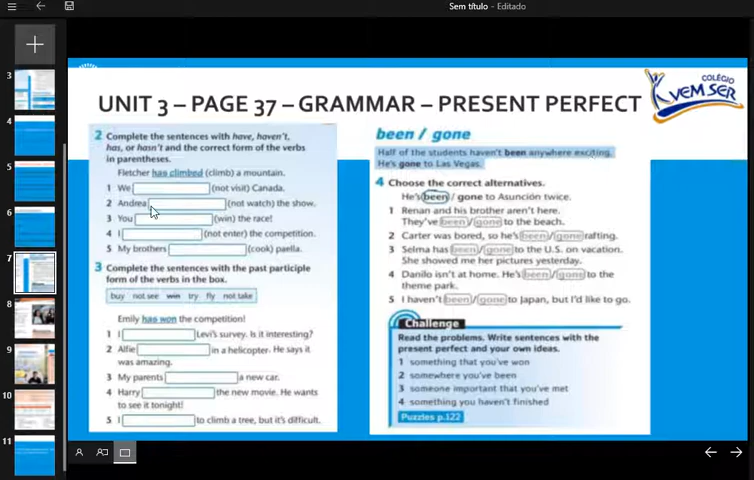 Sem título - Editado
UNIT 3 – PAGE 37 – GRAMMAR – PRESENT PERFECT
COLÉGIO
VEM SER
2 Complete the sentences with have, haven't,
has, or hasn't and the correct form of the verbs
in parentheses.
Fletcher has climbed (climb) a mountain.
1 We (not visit) Canada.
2 Andrea (not watch) the show.
3 You (win) the race!
4 I (not enter) the competition.
5 My brothers (cook) paella.
3 Complete the sentences with the past participle
form of the verbs in the box.
buy not see win try fly not take
Emily has won the competition!
1 I Levi's survey. Is it interesting?
2 Alfie in a helicopter. He says it
was amazing.
3 My parents a new car.
4 Harry the new movie. He wants
to see it tonight!
5 I to climb a tree, but it's difficult.
been / gone
Half of the students haven't been anywhere exciting.
He's gone to Las Vegas.
4 Choose the correct alternatives.
He's been / gone to Asunción twice.
1 Renan and his brother aren't here.
They've been / gone to the beach.
2 Carter was bored, so he's been / gone rafting.
3 Selma has been / gone to the U.S. on vacation.
She showed me her pictures yesterday.
4 Danilo isn't at home. He's been / gone to the
theme park.
5 I haven't been / gone to Japan, but I'd like to go.
Challenge
Read the problems. Write sentences with the
present perfect and your own ideas.
1 something that you've won
2 somewhere you've been
3 someone important that you've met
4 something you haven't finished
Puzzles p.122
3
4
5
6
7
8
9
10
11